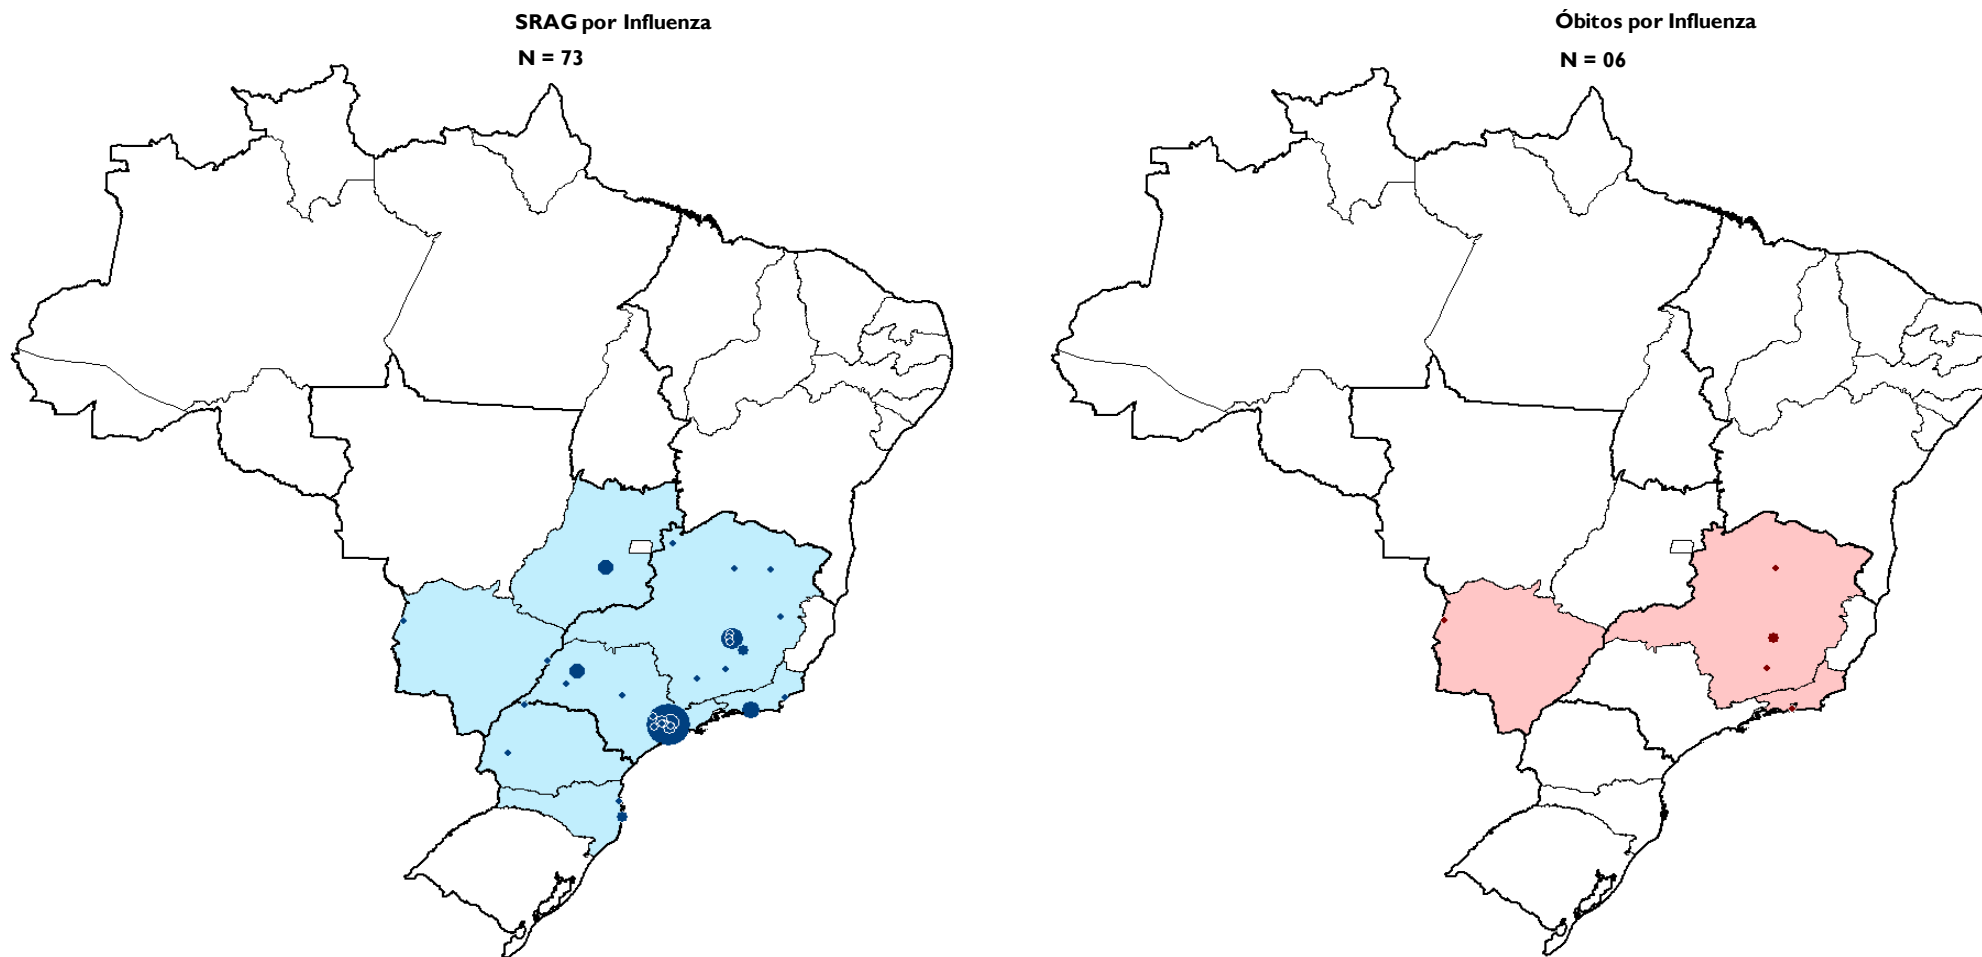 SRAG por Influenza
N = 73
Óbitos por Influenza
N = 06